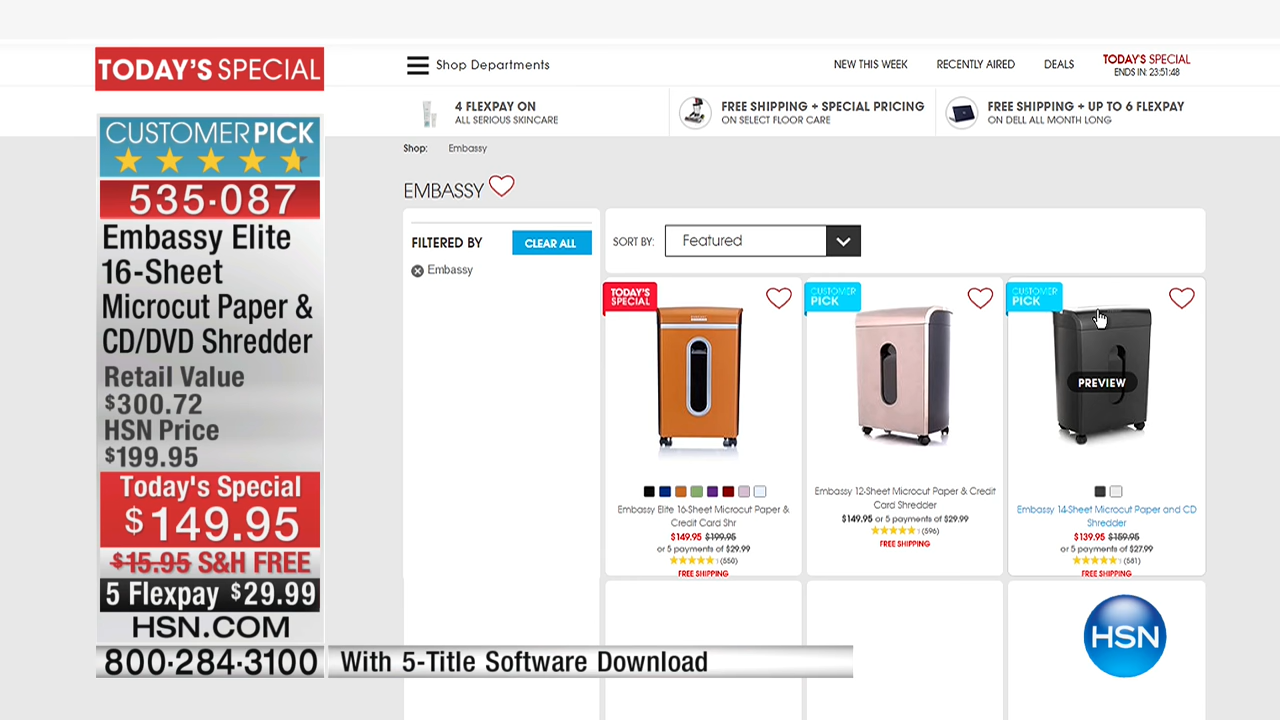 TODAY'S SPECIAL
CUSTOMER PICK
535-087
Embassy Elite
16-Sheet
Microcut Paper &
CD/DVD Shredder
Retail Value
$300.72
HSN Price
$199.95
Today's Special
$149.95
$15.95 S&H FREE
5 Flexpay $29.99
HSN.COM
800-284-3100
With 5-Title Software Download
Shop Departments
NEW THIS WEEK
RECENTLY AIRED
DEALS
TODAY'S SPECIAL
ENDS IN: 23:51:48
4 FLEXPAY ON
ALL SERIOUS SKINCARE
FREE SHIPPING + SPECIAL PRICING
ON SELECT FLOOR CARE
FREE SHIPPING + UP TO 6 FLEXPAY
ON DELL ALL MONTH LONG
Shop: Embassy
EMBASSY
FILTERED BY
CLEAR ALL
Embassy
SORT BY: Featured
TODAY'S
SPECIAL
Embassy Elite 16-Sheet Microcut Paper &
Credit Card Shr
$149.95 $199.95
or 5 payments of $29.99
(550)
FREE SHIPPING
CUSTOMER
PICK
Embassy 12-Sheet Microcut Paper & Credit
Card Shredder
$149.95 or 5 payments of $29.99
(596)
FREE SHIPPING
CUSTOMER
PICK
PREVIEW
Embassy 14-Sheet Microcut Paper and CD
Shredder
$139.95 $159.95
or 5 payments of $27.99
(581)
FREE SHIPPING
HSN